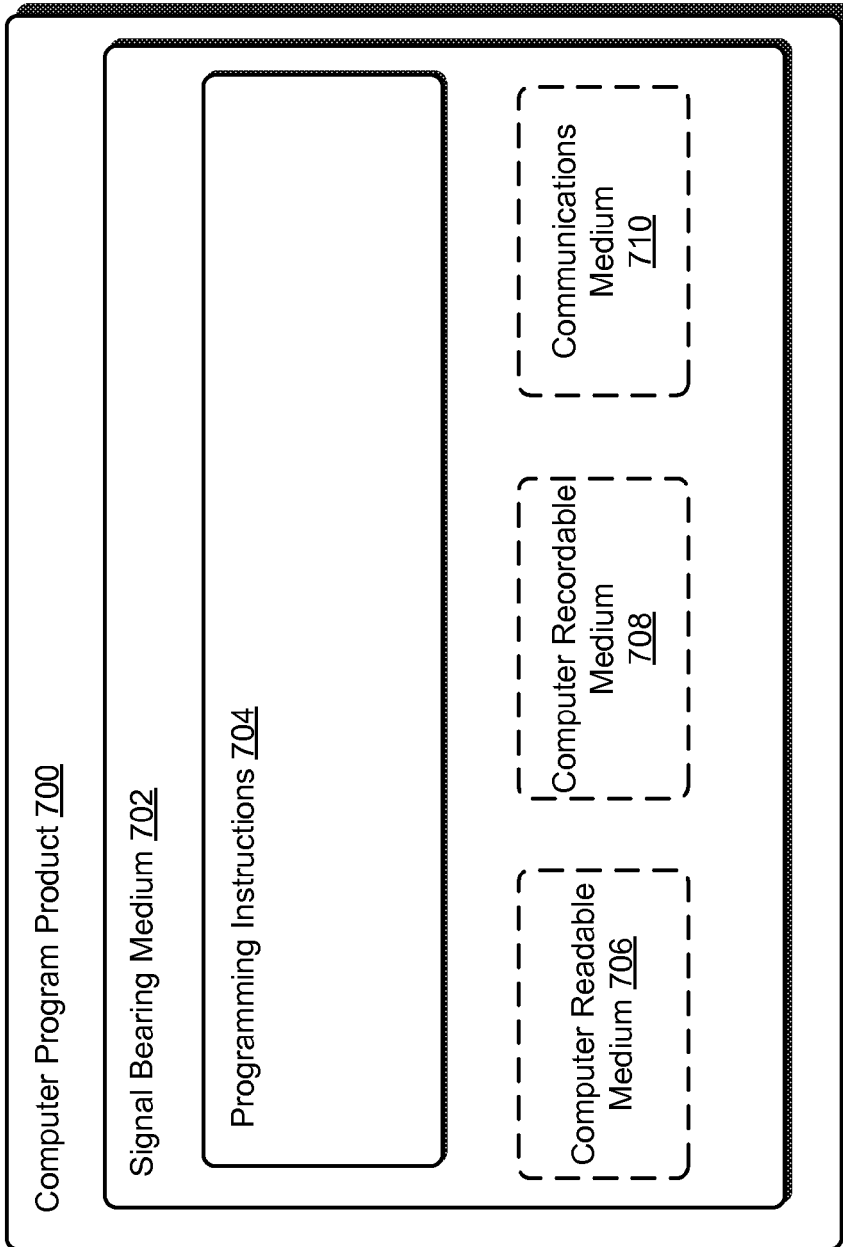 Computer Program Product 700
Signal Bearing Medium 702
Programming Instructions 704
Computer Readable
Medium 706
Computer Recordable
Medium
708
Communications
Medium
710